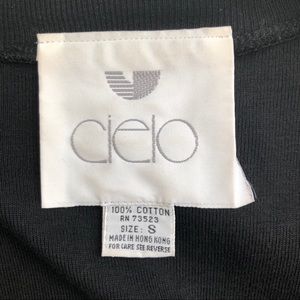 cielo
100% COTTON
RN 73523
SIZE: S
MADE IN HONG KONG
FOR CARE SEE REVERSE